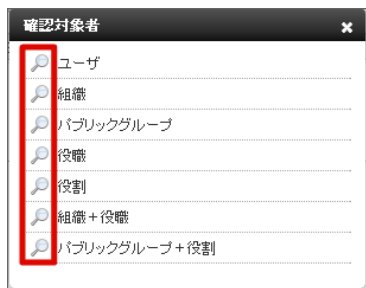 確認対象者
ユーザ
組織
パブリックグループ
役職
役割
組織+役職
パブリックグループ+役割